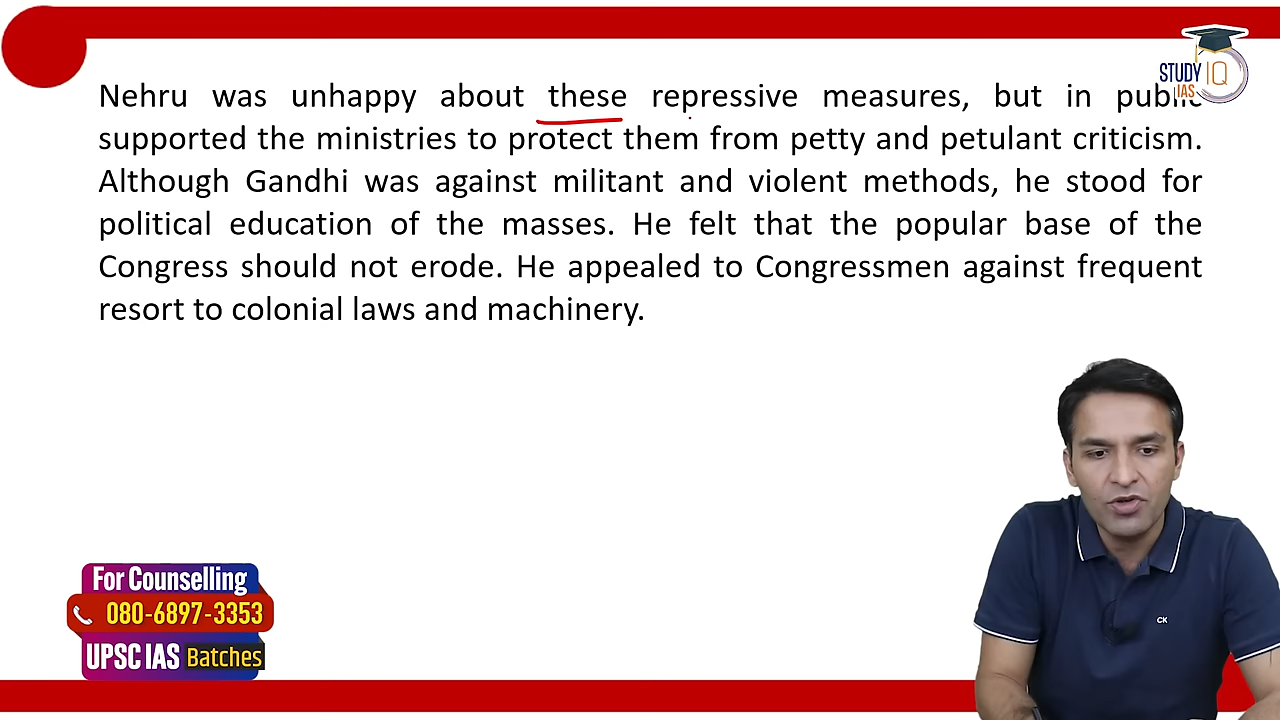 Nehru was unhappy about these repressive measures, but in public
supported the ministries to protect them from petty and petulant criticism.
Although Gandhi was against militant and violent methods, he stood for
political education of the masses. He felt that the popular base of the
Congress should not erode. He appealed to Congressmen against frequent
resort to colonial laws and machinery.
STUDY IQ
IAS
For Counselling
080-6897-3353
UPSC IAS Batches
CK